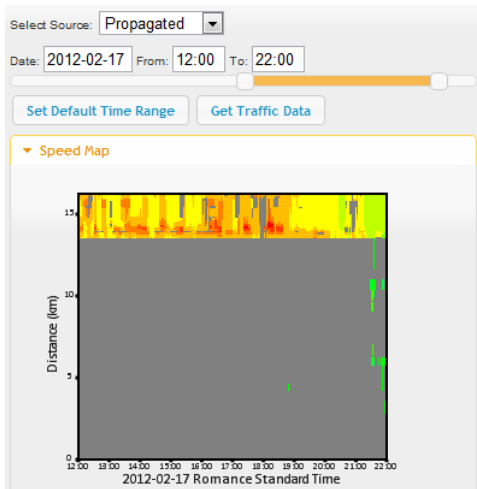 Select Source: Propagated
Date: 2012-02-17 From: 12:00 To: 22:00
Set Default Time Range Get Traffic Data
Speed Map
15
10
5
0
Distance (km)
12:00 13:00 14:00 15:00 16:00 17:00 18:00 19:00 20:00 21:00 22:00
2012-02-17 Romance Standard Time